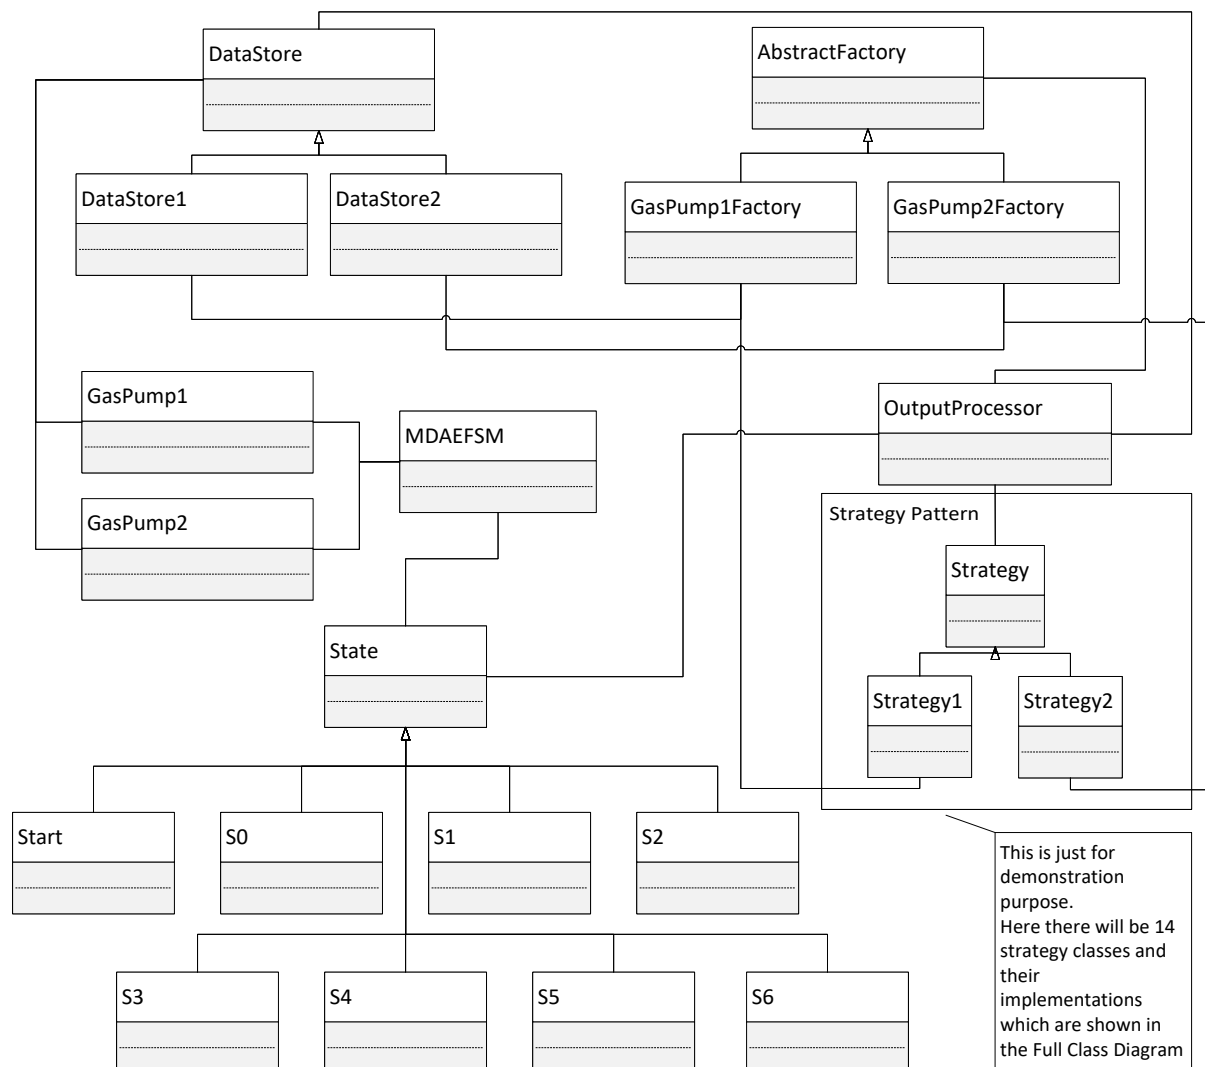 DataStore
AbstractFactory
DataStore1
DataStore2
GasPump1Factory
GasPump2Factory
GasPump1
MDAEFSM
OutputProcessor
GasPump2
Strategy Pattern
Strategy
State
Strategy1
Strategy2
Start
S0
S1
S2
This is just for
demonstration
purpose.
Here there will be 14
strategy classes and
their
implementations
which are shown in
the Full Class Diagram
S3
S4
S5
S6